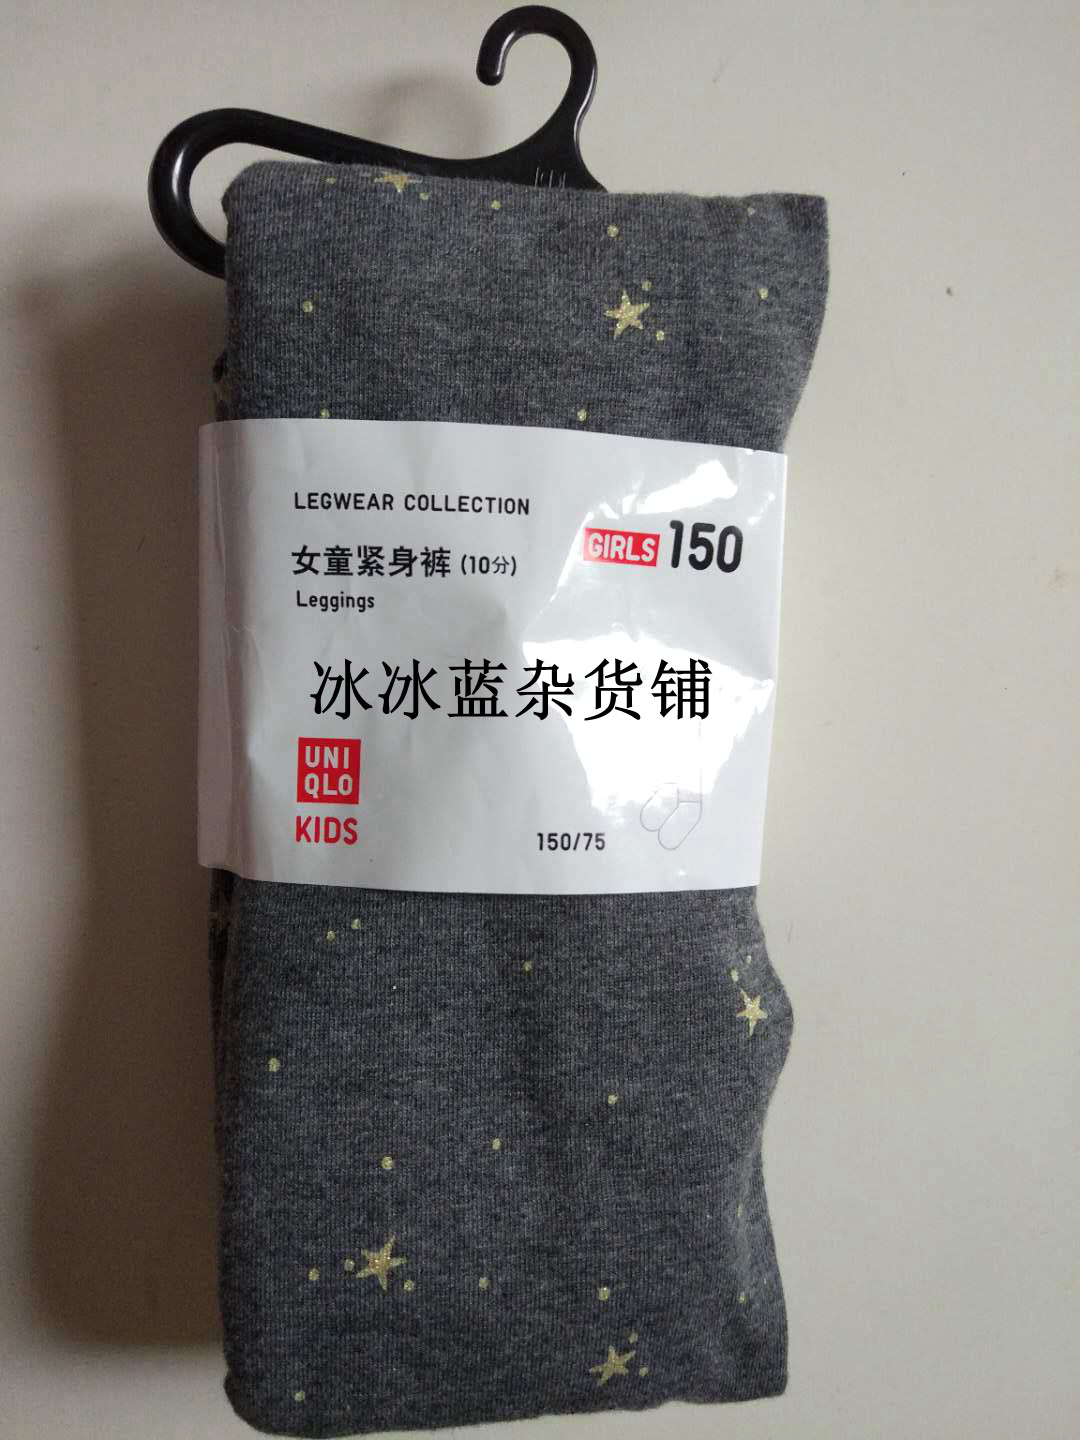 LEGWEAR COLLECTION
女童紧身裤 (10分)
Leggings
GIRLS 150
冰冰蓝杂货铺
UNI
QLO
KIDS
150/75